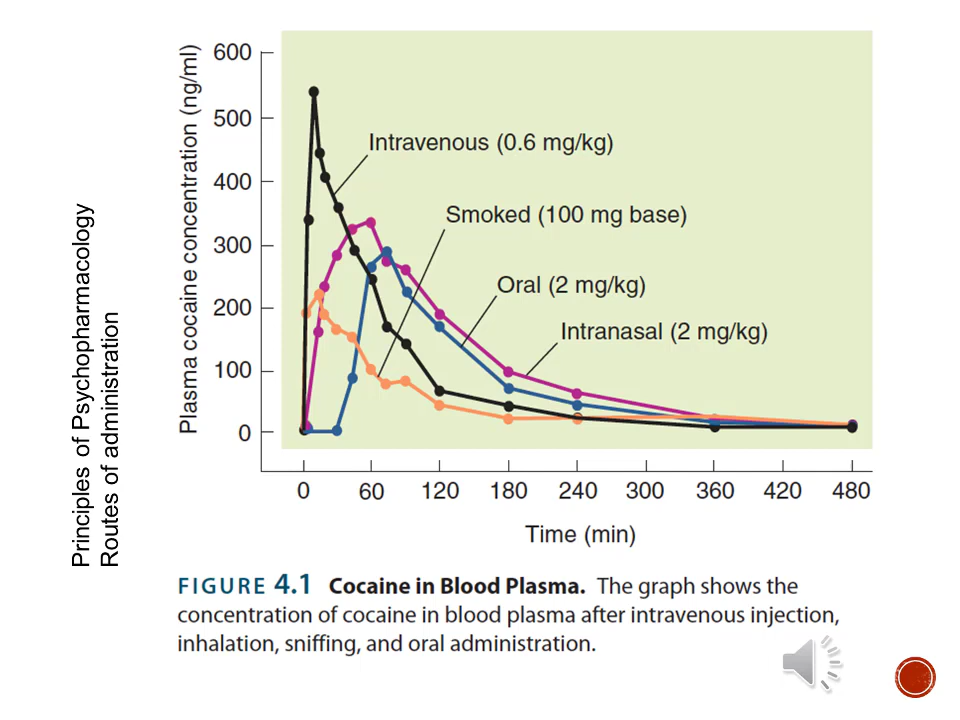 Principles of Psychopharmacology
Routes of administration
Plasma cocaine concentration (ng/ml)
600
500
400
300
200
100
0
Intravenous (0.6 mg/kg)
Smoked (100 mg base)
Oral (2 mg/kg)
Intranasal (2 mg/kg)
0 60 120 180 240 300 360 420 480
Time (min)
FIGURE 4.1 Cocaine in Blood Plasma. The graph shows the
concentration of cocaine in blood plasma after intravenous injection,
inhalation, sniffing, and oral administration.